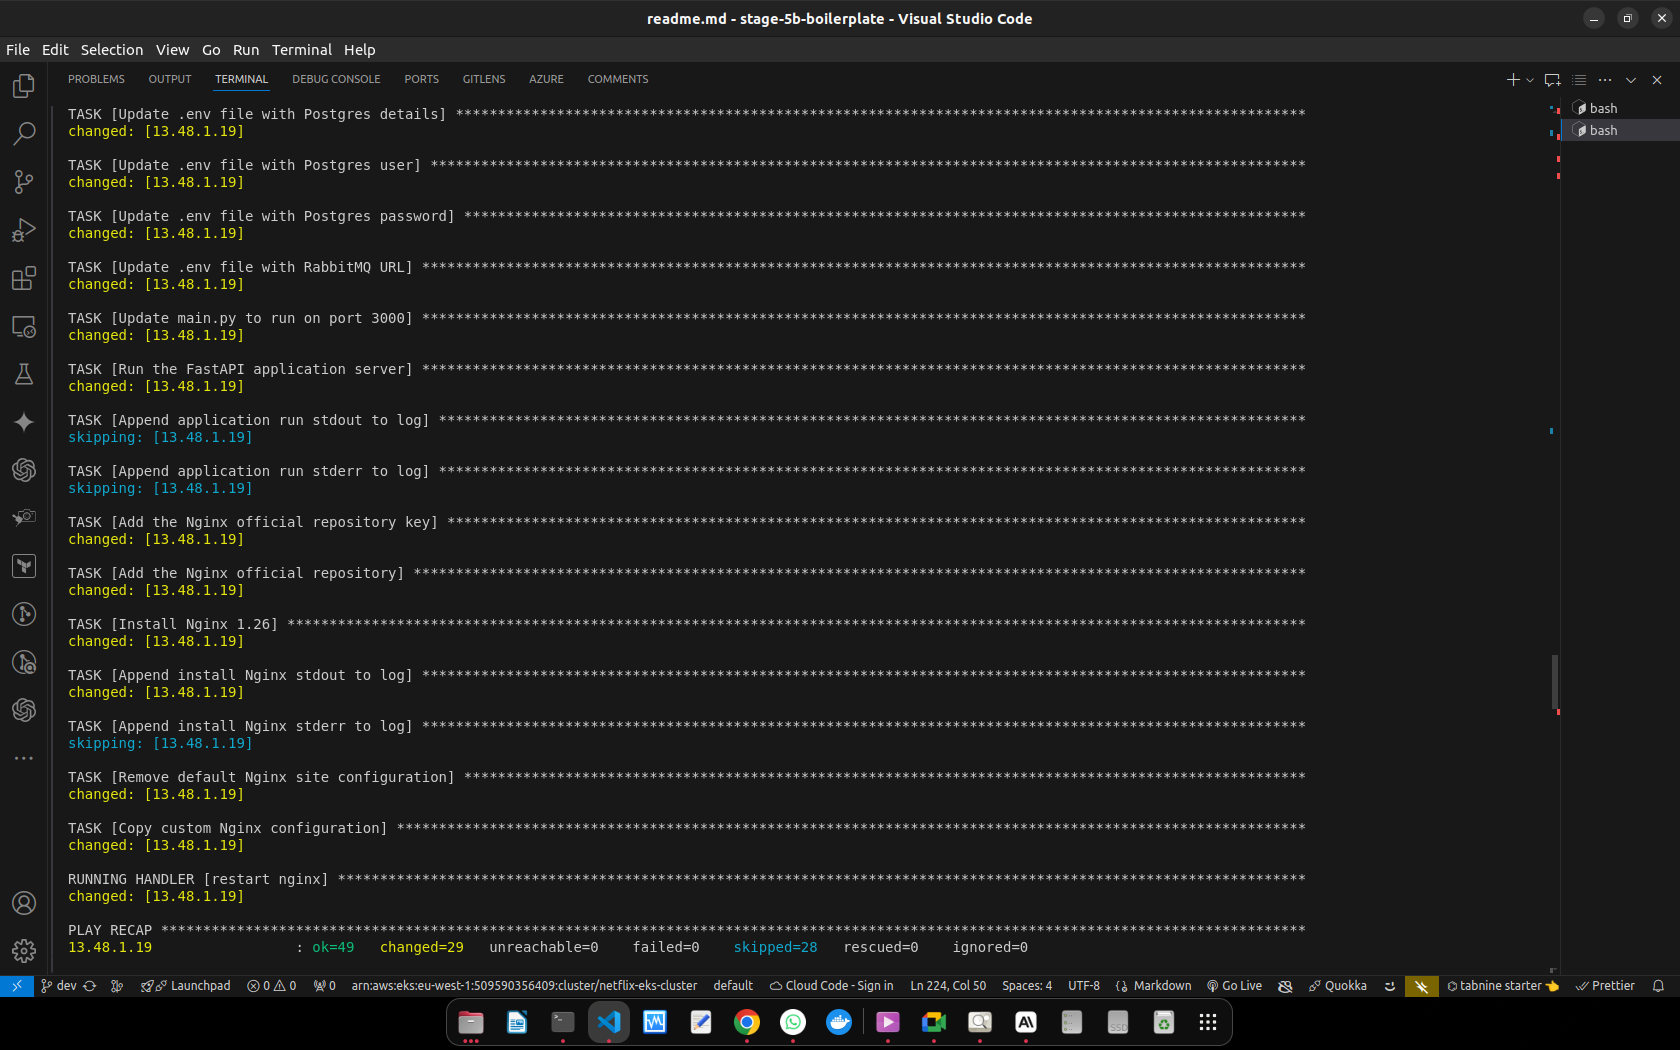 readme.md - stage-5b-boilerplate - Visual Studio Code
File Edit Selection View Go Run Terminal Help
PROBLEMS OUTPUT TERMINAL DEBUG CONSOLE PORTS GITLENS AZURE COMMENTS
bash
bash
TASK [Update .env file with Postgres details] *****************************************************************************************************
changed: [13.48.1.19]
TASK [Update .env file with Postgres user] ********************************************************************************************************
changed: [13.48.1.19]
TASK [Update .env file with Postgres password] ****************************************************************************************************
changed: [13.48.1.19]
TASK [Update .env file with RabbitMQ URL] *********************************************************************************************************
changed: [13.48.1.19]
TASK [Update main.py to run on port 3000] *********************************************************************************************************
changed: [13.48.1.19]
TASK [Run the FastAPI application server] *********************************************************************************************************
changed: [13.48.1.19]
TASK [Append application run stdout to log] *******************************************************************************************************
skipping: [13.48.1.19]
TASK [Append application run stderr to log] *******************************************************************************************************
skipping: [13.48.1.19]
TASK [Add the Nginx official repository key] ******************************************************************************************************
changed: [13.48.1.19]
TASK [Add the Nginx official repository] **********************************************************************************************************
changed: [13.48.1.19]
TASK [Install Nginx 1.26] *************************************************************************************************************************
changed: [13.48.1.19]
TASK [Append install Nginx stdout to log] *********************************************************************************************************
changed: [13.48.1.19]
TASK [Append install Nginx stderr to log] *********************************************************************************************************
skipping: [13.48.1.19]
TASK [Remove default Nginx site configuration] ****************************************************************************************************
changed: [13.48.1.19]
TASK [Copy custom Nginx configuration] ************************************************************************************************************
changed: [13.48.1.19]
RUNNING HANDLER [restart nginx] *******************************************************************************************************************
changed: [13.48.1.19]
PLAY RECAP ****************************************************************************************************************************************
13.48.1.19 : ok=49 changed=29 unreachable=0 failed=0 skipped=28 rescued=0 ignored=0
dev Launchpad 0 0 0 arn:aws:eks:eu-west-1:509590356409:cluster/netflix-eks-cluster default Cloud Code - Sign in Ln 224, Col 50 Spaces: 4 UTF-8 Markdown Go Live Quokka tabnine starter Prettier
A\
SSD